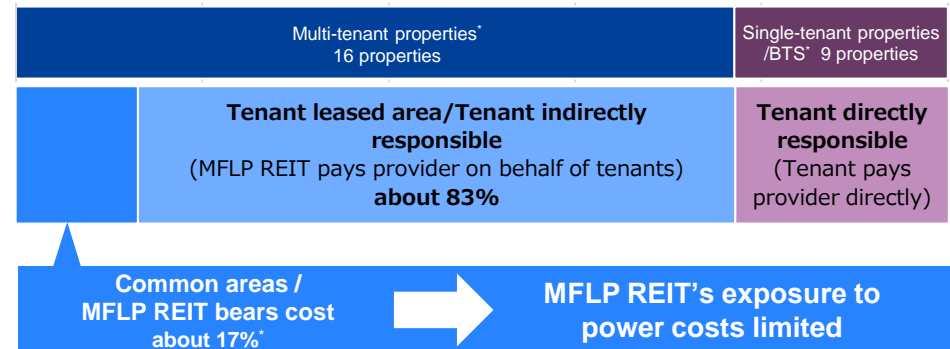 Multi-tenant properties*
16 properties
Single-tenant properties
/BTS* 9 properties
Tenant leased area/Tenant indirectly
responsible
(MFLP REIT pays provider on behalf of tenants)
about 83%
Tenant directly
responsible
(Tenant pays
provider directly)
Common areas /
MFLP REIT bears cost
about 17%*
MFLP REIT’s exposure to
power costs limited